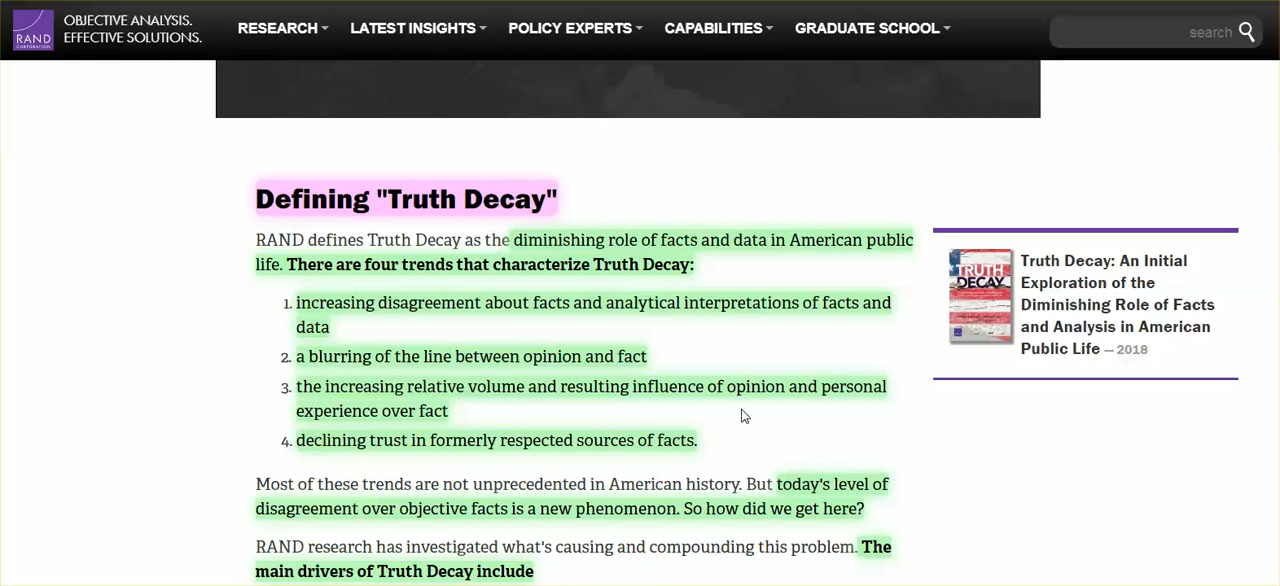 OBJECTIVE ANALYSIS.
EFFECTIVE SOLUTIONS.
RAND
CORPORATION
RESEARCH
LATEST INSIGHTS
POLICY EXPERTS
CAPABILITIES
GRADUATE SCHOOL
search
Defining "Truth Decay"
RAND defines Truth Decay as the diminishing role of facts and data in American public
life. There are four trends that characterize Truth Decay:
1. increasing disagreement about facts and analytical interpretations of facts and
data
2. a blurring of the line between opinion and fact
3. the increasing relative volume and resulting influence of opinion and personal
experience over fact
4. declining trust in formerly respected sources of facts.
Most of these trends are not unprecedented in American history. But today's level of
disagreement over objective facts is a new phenomenon. So how did we get here?
RAND research has investigated what's causing and compounding this problem. The
main drivers of Truth Decay include
TRUTH
DECAY
Truth Decay: An Initial
Exploration of the
Diminishing Role of Facts
and Analysis in American
Public Life — 2018